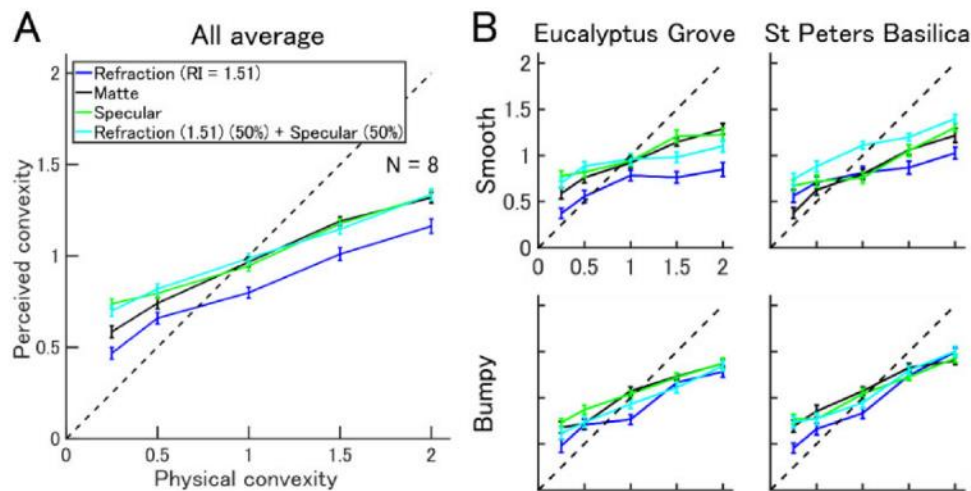 A
All average
Perceived convexity
2
1.5
1
0.5
0
Refraction (RI = 1.51)
Matte
Specular
Refraction (1.51) (50%) + Specular (50%)
N = 8
0 0.5 1 1.5 2
Physical convexity
B
Eucalyptus Grove St Peters Basilica
Smooth
2
1.5
1
0.5
0
0 0.5 1 1.5 2
Bumpy